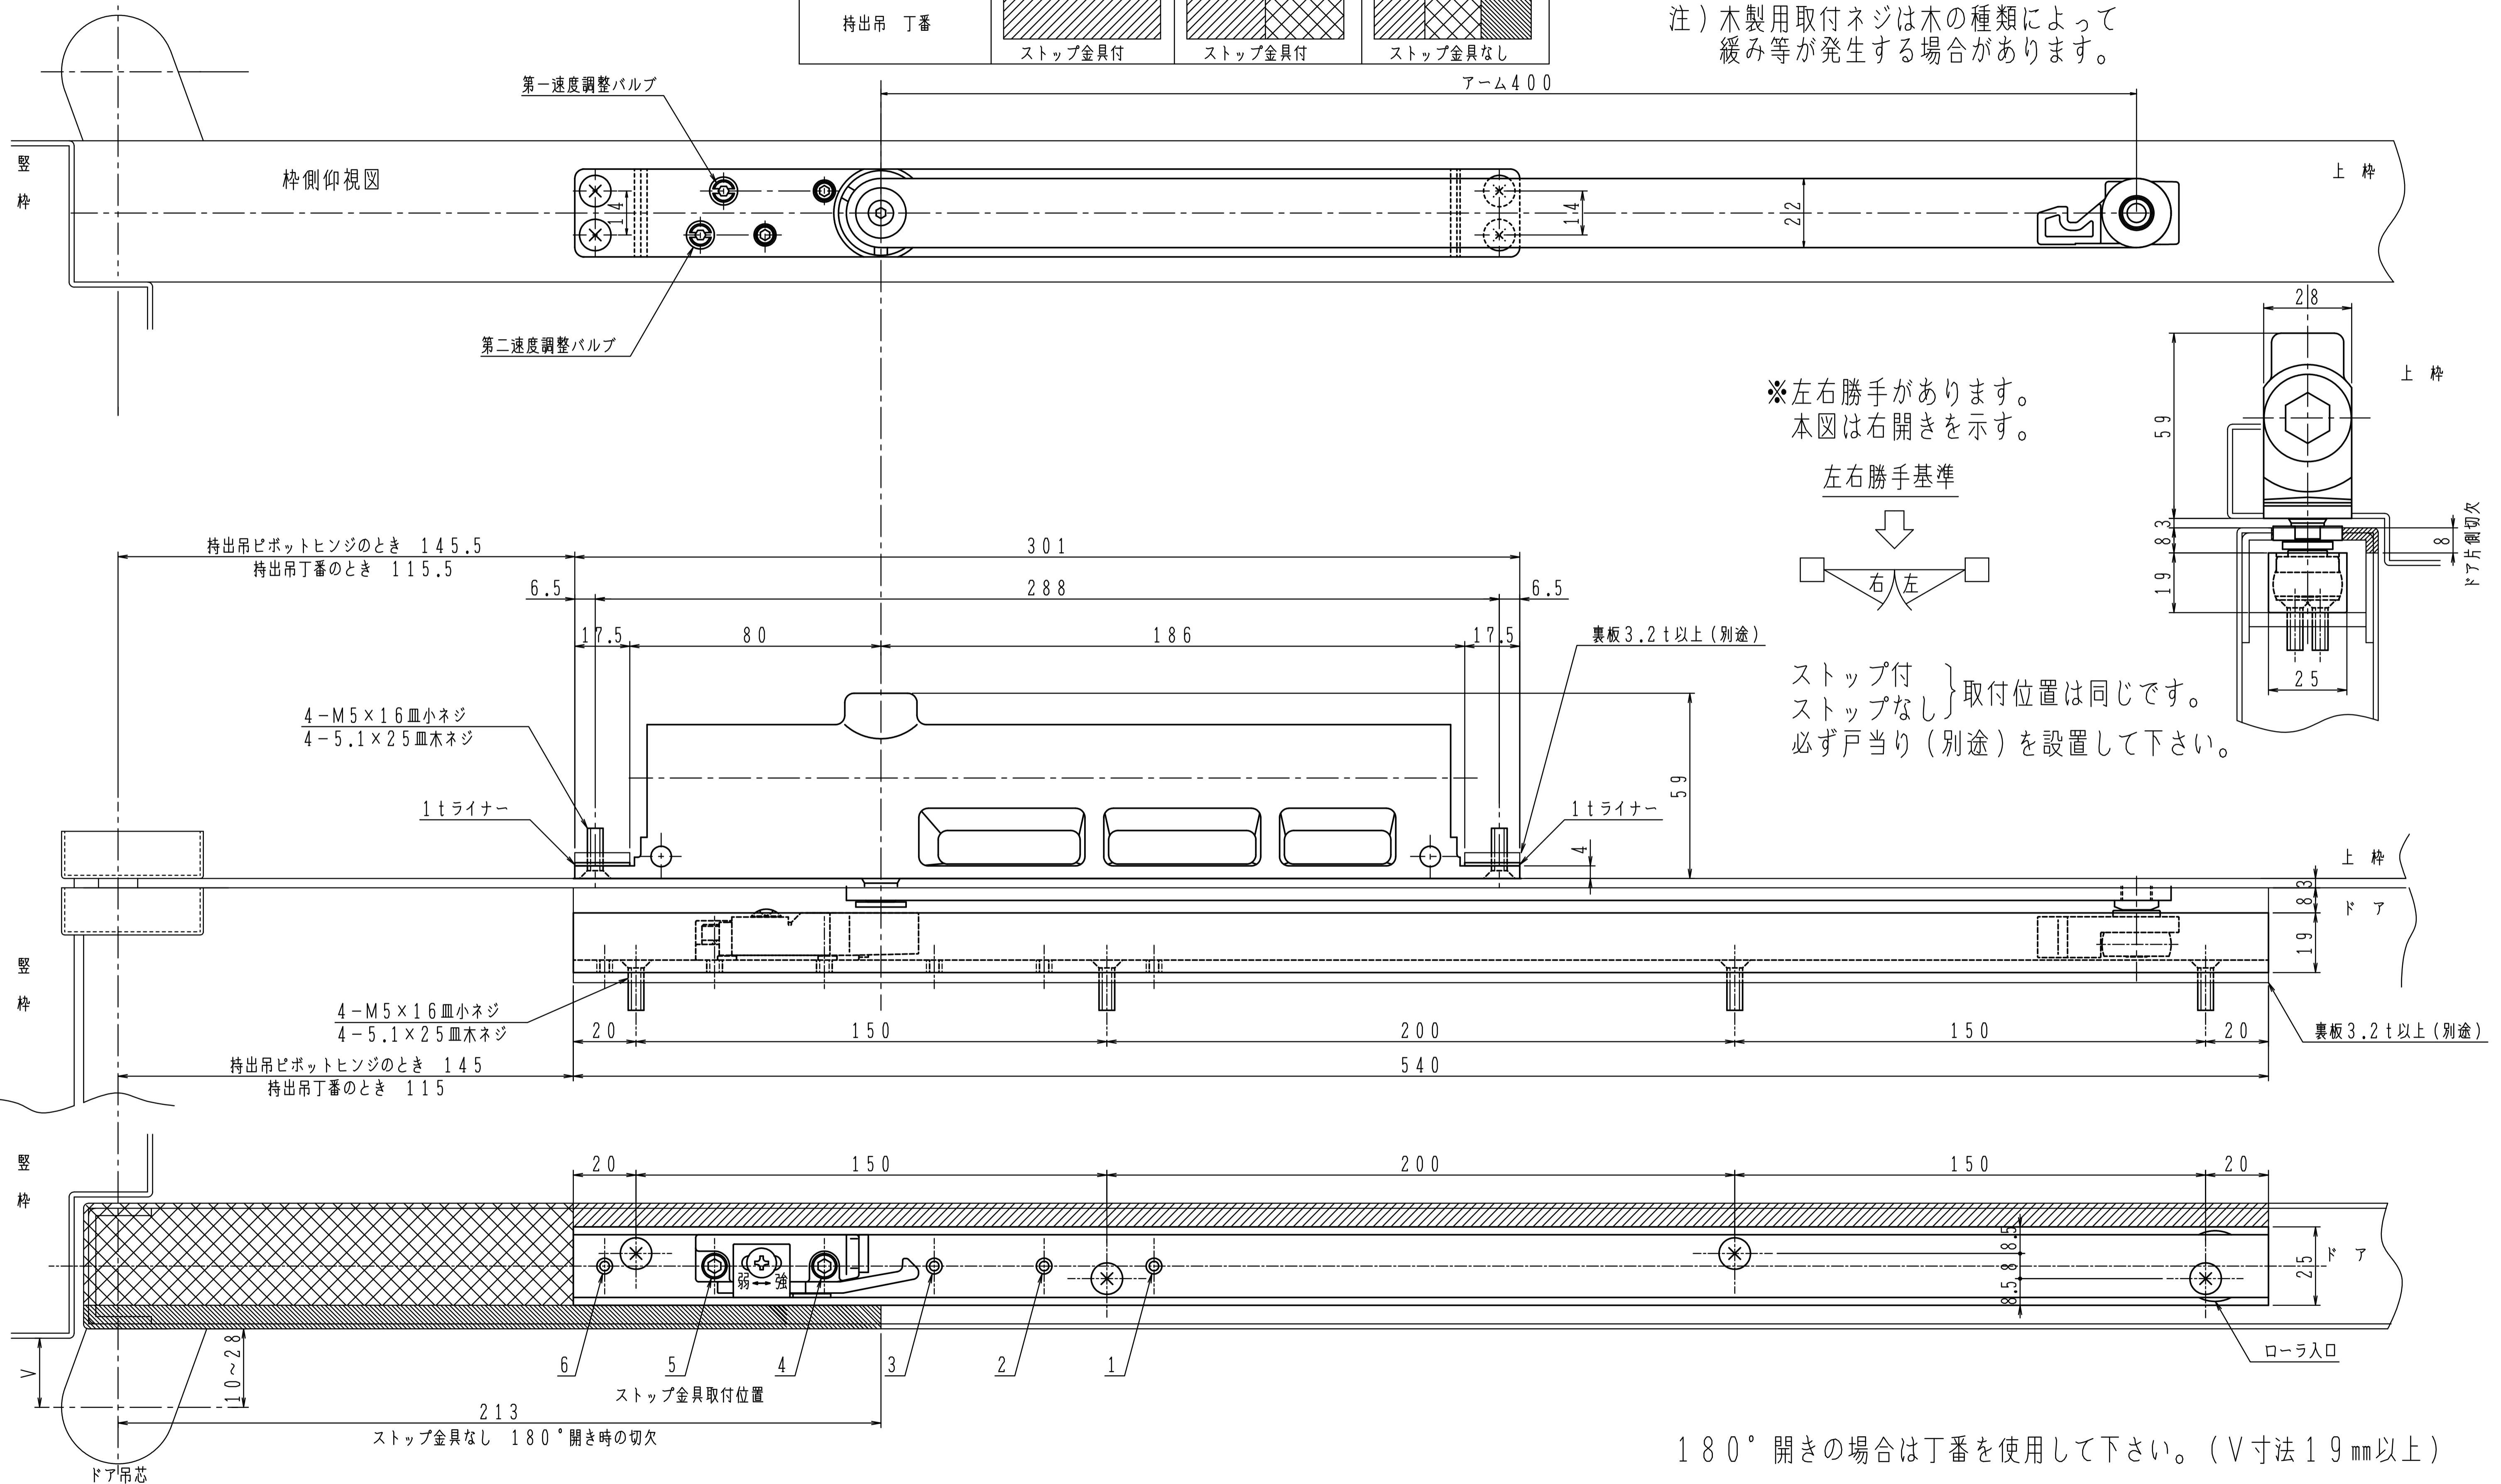 持出吊　丁番
ストップ金具付
ストップ金具付
ストップ金具なし
注）木製用取付ネジは木の種類によって
緩み等が発生する場合があります。
アーム４００
第一速度調整バルブ
竪
枠
枠側仰視図
上　枠
14
14
22
第二速度調整バルブ
28
上　枠
59
3
8
19
25
8
ドア片側切欠
※左右勝手があります。
本図は右開きを示す。
左右勝手基準
右 左
持出吊ピボットヒンジのとき　145.5
持出吊丁番のとき　115.5
301
6.5
288
6.5
17.5
80
186
17.5
裏板3.2t以上(別途)
ストップ付
ストップなし
取付位置は同じです。
必ず戸当り(別途)を設置して下さい。
4-M5×16皿小ネジ
4-5.1×25皿木ネジ
59
1tライナー
1tライナー
4
上　枠
3
8
ド　ア
19
竪
枠
4-M5×16皿小ネジ
4-5.1×25皿木ネジ
20
150
200
150
20
裏板3.2t以上(別途)
持出吊ピボットヒンジのとき　145
持出吊丁番のとき　115
540
竪
枠
20
150
200
150
20
弱 強
8.5
8
8.5
25
ド　ア
V
10~28
6
5
4
3
2
1
ローラ入口
ストップ金具取付位置
213
ストップ金具なし　180°開き時の切欠
ドア吊芯
180°開きの場合は丁番を使用して下さい。(V寸法19㎜以上)